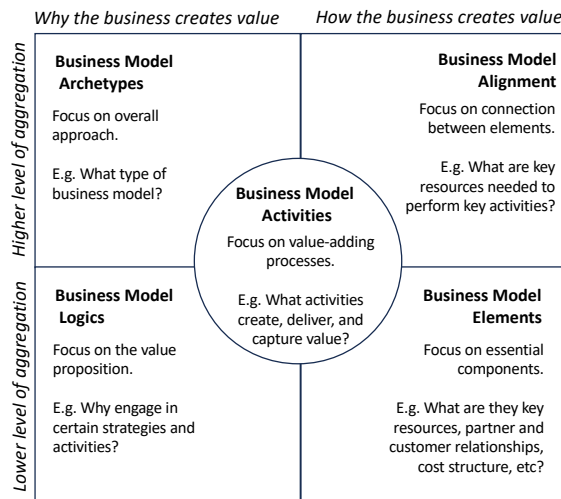 Why the business creates value
How the business creates value
Higher level of aggregation
Business Model
Archetypes
Focus on overall
approach.
E.g. What type of
business model?
Business Model
Alignment
Focus on connection
between elements.
E.g. What are key
resources needed to
perform key activities?
Business Model
Activities
Focus on value-adding
processes.
E.g. What activities
create, deliver, and
capture value?
Lower level of aggregation
Business Model
Logics
Focus on the value
proposition.
E.g. Why engage in
certain strategies and
activities?
Business Model
Elements
Focus on essential
components.
E.g. What are they key
resources, partner and
customer relationships,
cost structure, etc?